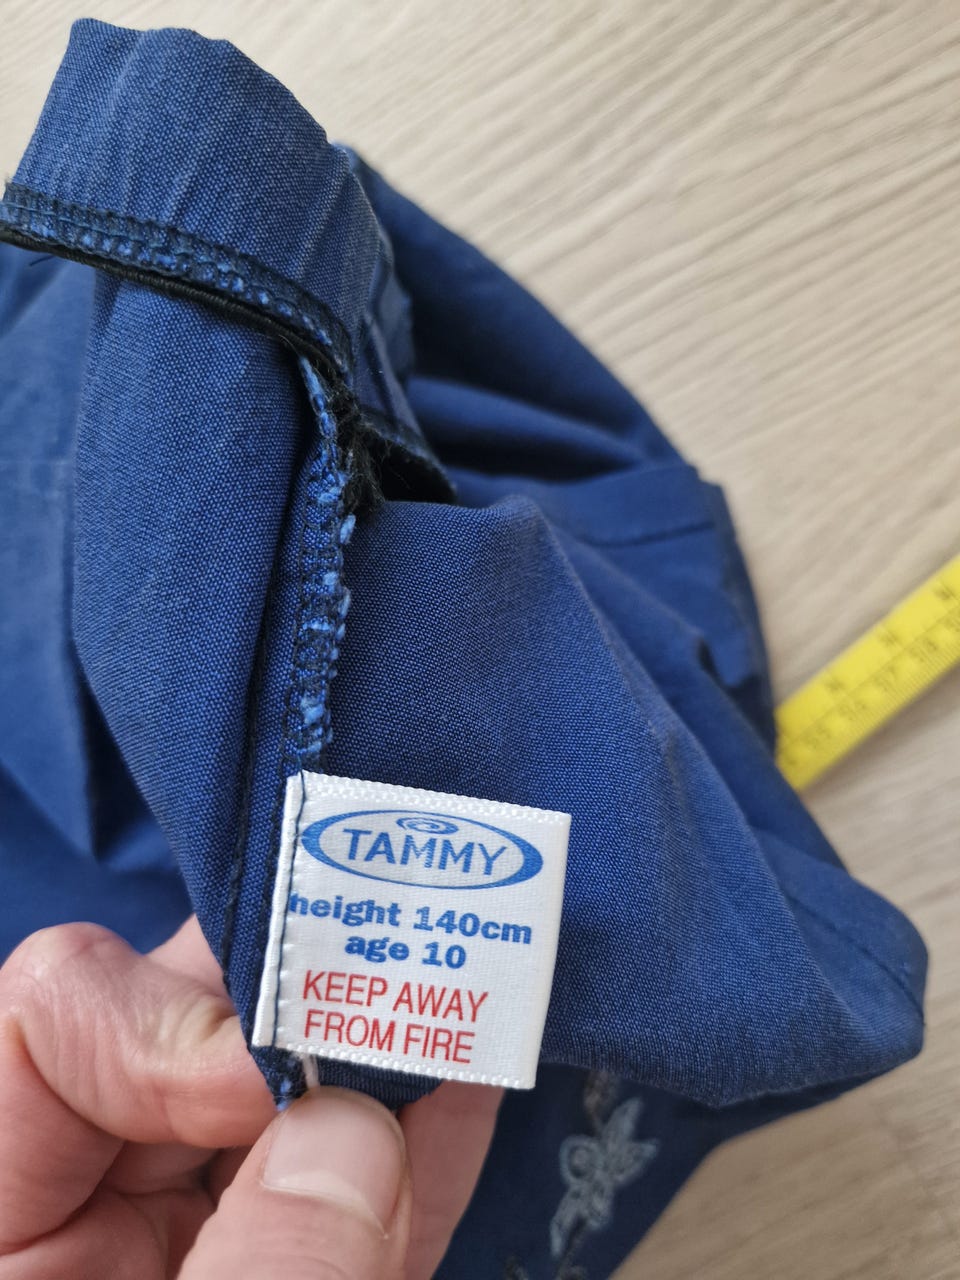 TAMMY
height 140cm
age 10
KEEP AWAY
FROM FIRE